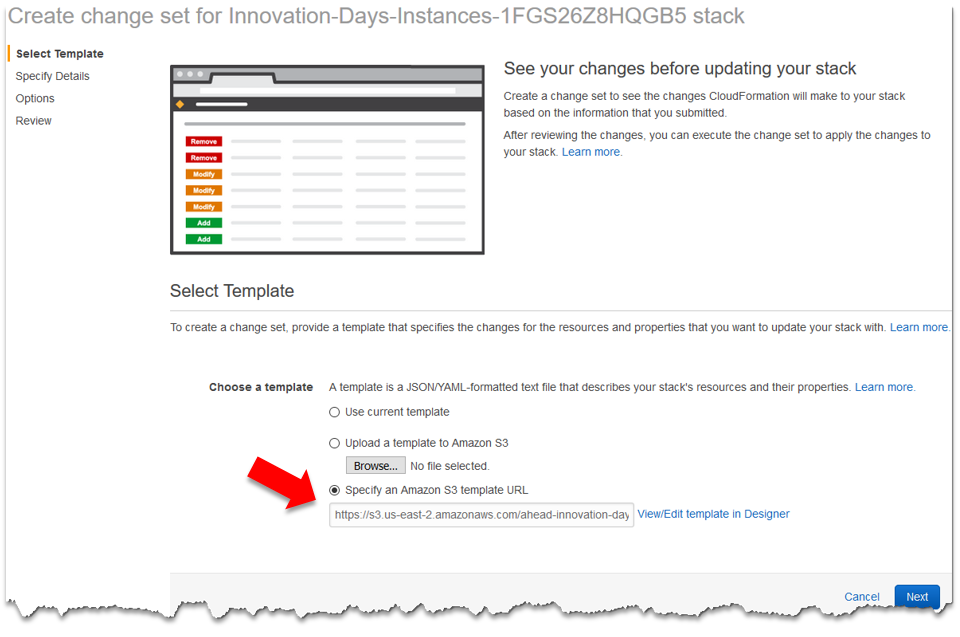 Create change set for Innovation-Days-Instances-1FGS26Z8HQGB5 stack
Select Template
Specify Details
Options
Review
Remove
Remove
Modify
Modify
Modify
Add
Add
See your changes before updating your stack
Create a change set to see the changes CloudFormation will make to your stack
based on the information that you submitted.
After reviewing the changes, you can execute the change set to apply the changes to
your stack. Learn more.
Select Template
To create a change set, provide a template that specifies the changes for the resources and properties that you want to update your stack with. Learn more.
Choose a template A template is a JSON/YAML-formatted text file that describes your stack's resources and their properties. Learn more.
Use current template
Upload a template to Amazon S3
Browse... No file selected.
Specify an Amazon S3 template URL
https://s3.us-east-2.amazonaws.com/ahead-innovation-day View/Edit template in Designer
Cancel Next